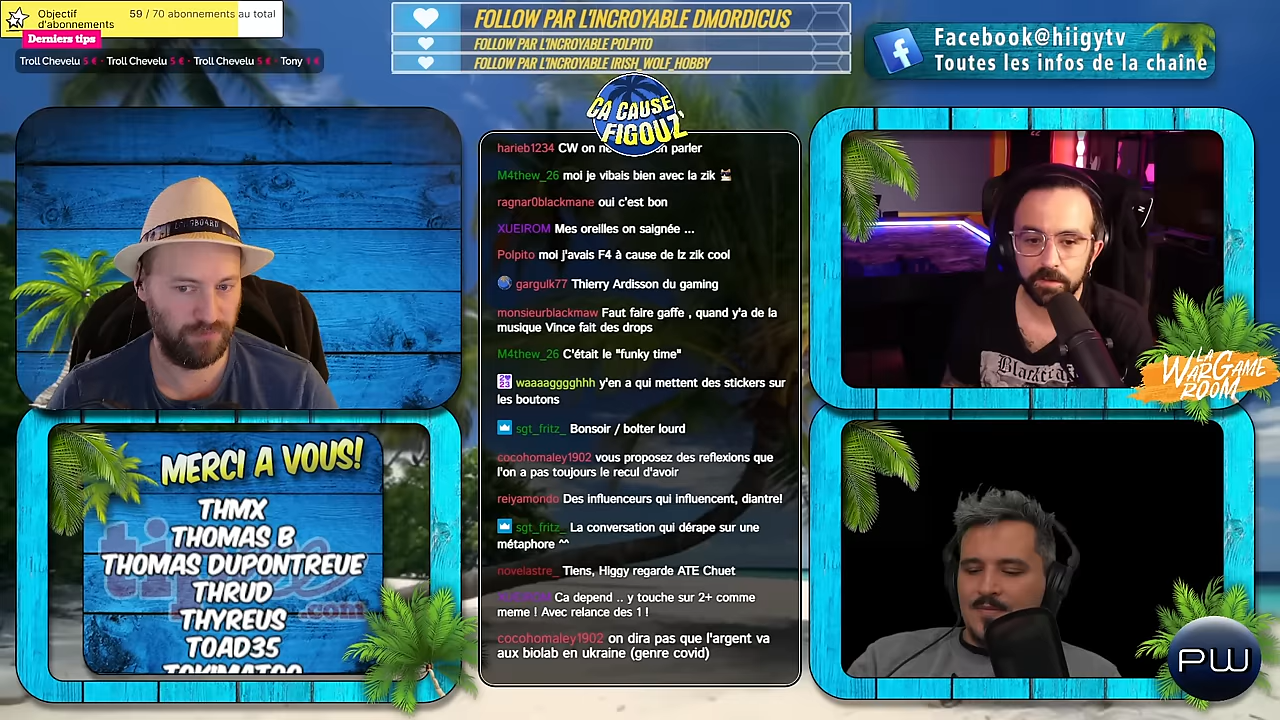 Objectif
d'abonnements
59 / 70 abonnements au total
Derniers tips
Troll Chevelu 5 € · Troll Chevelu 5 € · Troll Chevelu 5 € · Tony 1 €
FOLLOW PAR L'INCROYABLE DMORDICUS
FOLLOW PAR L'INCROYABLE POLPITO
FOLLOW PAR L'INCROYABLE IRISH_WOLF_HOBBY
Facebook@hiigytv
Toutes les infos de la chaîne
ÇA CAUSE
FIGOUZ'
harieb1234 CW on parler
M4thew_26 moi je vibais bien avec la zik
ragnar0blackmane oui c'est bon
XUEIROM Mes oreilles on saignée ...
Polpito moi j'avais F4 à cause de lz zik cool
gargulk77 Thierry Ardisson du gaming
monsieurblackmaw Faut faire gaffe , quand y'a de la
musique Vince fait des drops
M4thew_26 C'était le "funky time"
waaaagggghhh y'en a qui mettent des stickers sur
les boutons
sgt_fritz_ Bonsoir / bolter lourd
cocohomaley1902 vous proposez des reflexions que
l'on a pas toujours le recul d'avoir
reiyamondo Des influenceurs qui influencent, diantre!
sgt_fritz_ La conversation qui dérape sur une
métaphore ^^
novelastre_ Tiens, Higgy regarde ATE Chuet
XUEIROM Ca depend .. y touche sur 2+ comme
meme ! Avec relance des 1 !
cocohomaley1902 on dira pas que l'argent va
aux biolab en ukraine (genre covid)
LONGBOARD
LA
WARGAME
ROOM
MERCI A VOUS!
THMX
THOMAS B
THOMAS DUPONTREUE
THRUD
THYREUS
TOAD35
PW